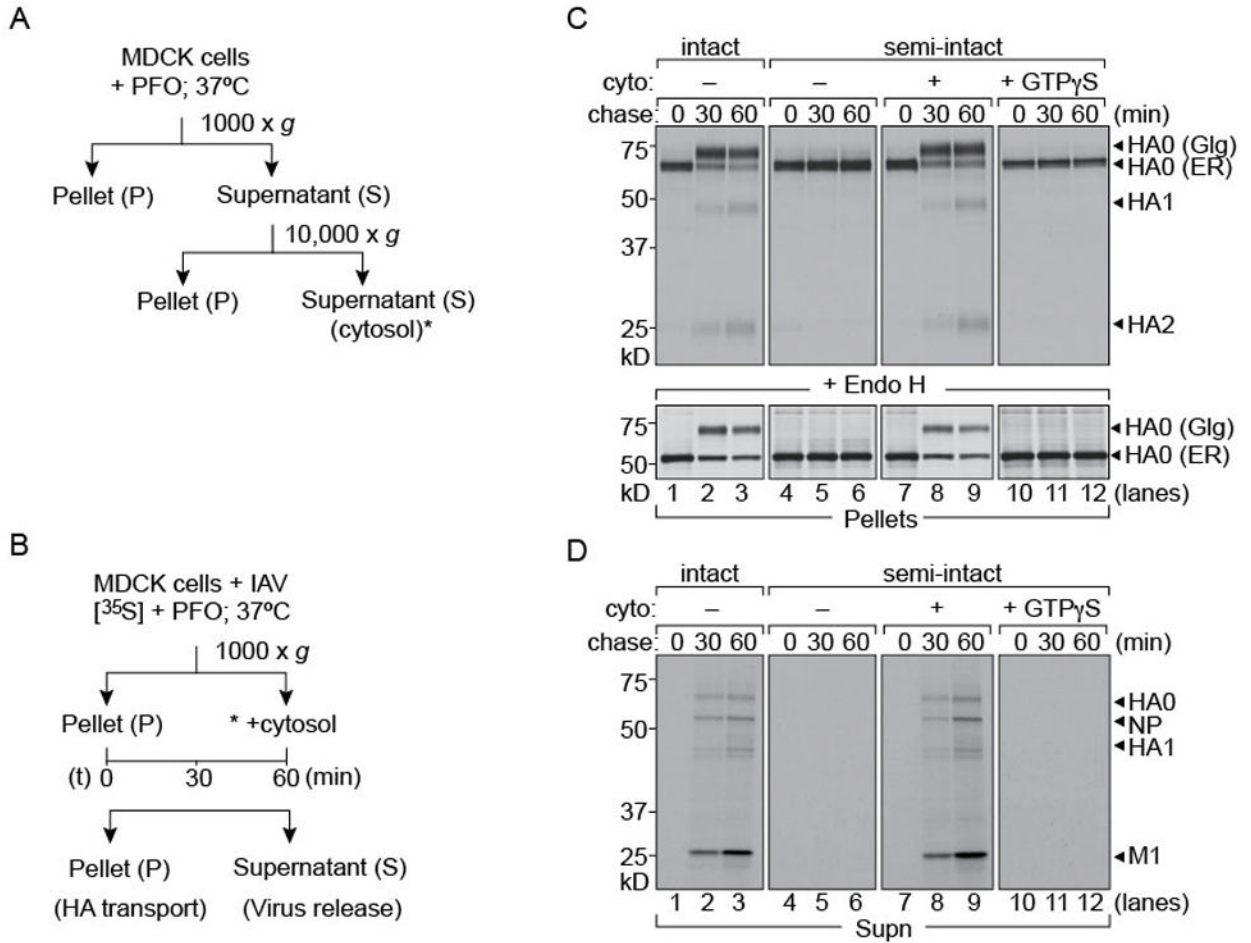 A
MDCK cells
+ PFO; 37ºC
1000 x g
Pellet (P)
Supernatant (S)
10,000 x g
Pellet (P)
Supernatant (S)
(cytosol)*
B
MDCK cells + IAV
[35S] + PFO; 37ºC
1000 x g
Pellet (P)
* +cytosol
(t) 0 30 60 (min)
Pellet (P)
(HA transport)
Supernatant (S)
(Virus release)
C
intact semi-intact
cyto: – – + + GTPγS
chase: 0 30 60 0 30 60 0 30 60 0 30 60 (min)
75
50
37
25
kD
HA0 (Glg)
HA0 (ER)
HA1
HA2
+ Endo H
75
50
HA0 (Glg)
HA0 (ER)
kD 1 2 3 4 5 6 7 8 9 10 11 12 (lanes)
Pellets
D
intact semi-intact
cyto: – – + + GTPγS
chase: 0 30 60 0 30 60 0 30 60 0 30 60 (min)
75
50
37
25
kD
HA0
NP
HA1
M1
1 2 3 4 5 6 7 8 9 10 11 12 (lanes)
Supn